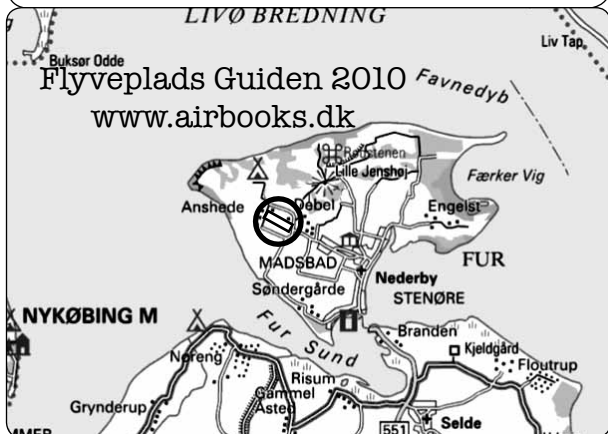 LIVØ BREDNING
Liv Tap
Buksør Odde
Flyveplads Guiden 2010
Favnedyb
www.airbooks.dk
Rødstenen
Lille Jenshøj
Færker Vig
Anshede
Debel
Engelst
MADSBAD
FUR
Nederby
Søndergårde
STENØRE
NYKØBING M
Fur Sund
Branden
Kjeldgård
Nøreng
Floutrup
Risum
Gammel
Åsted
Grynderup
551
Selde
MMER